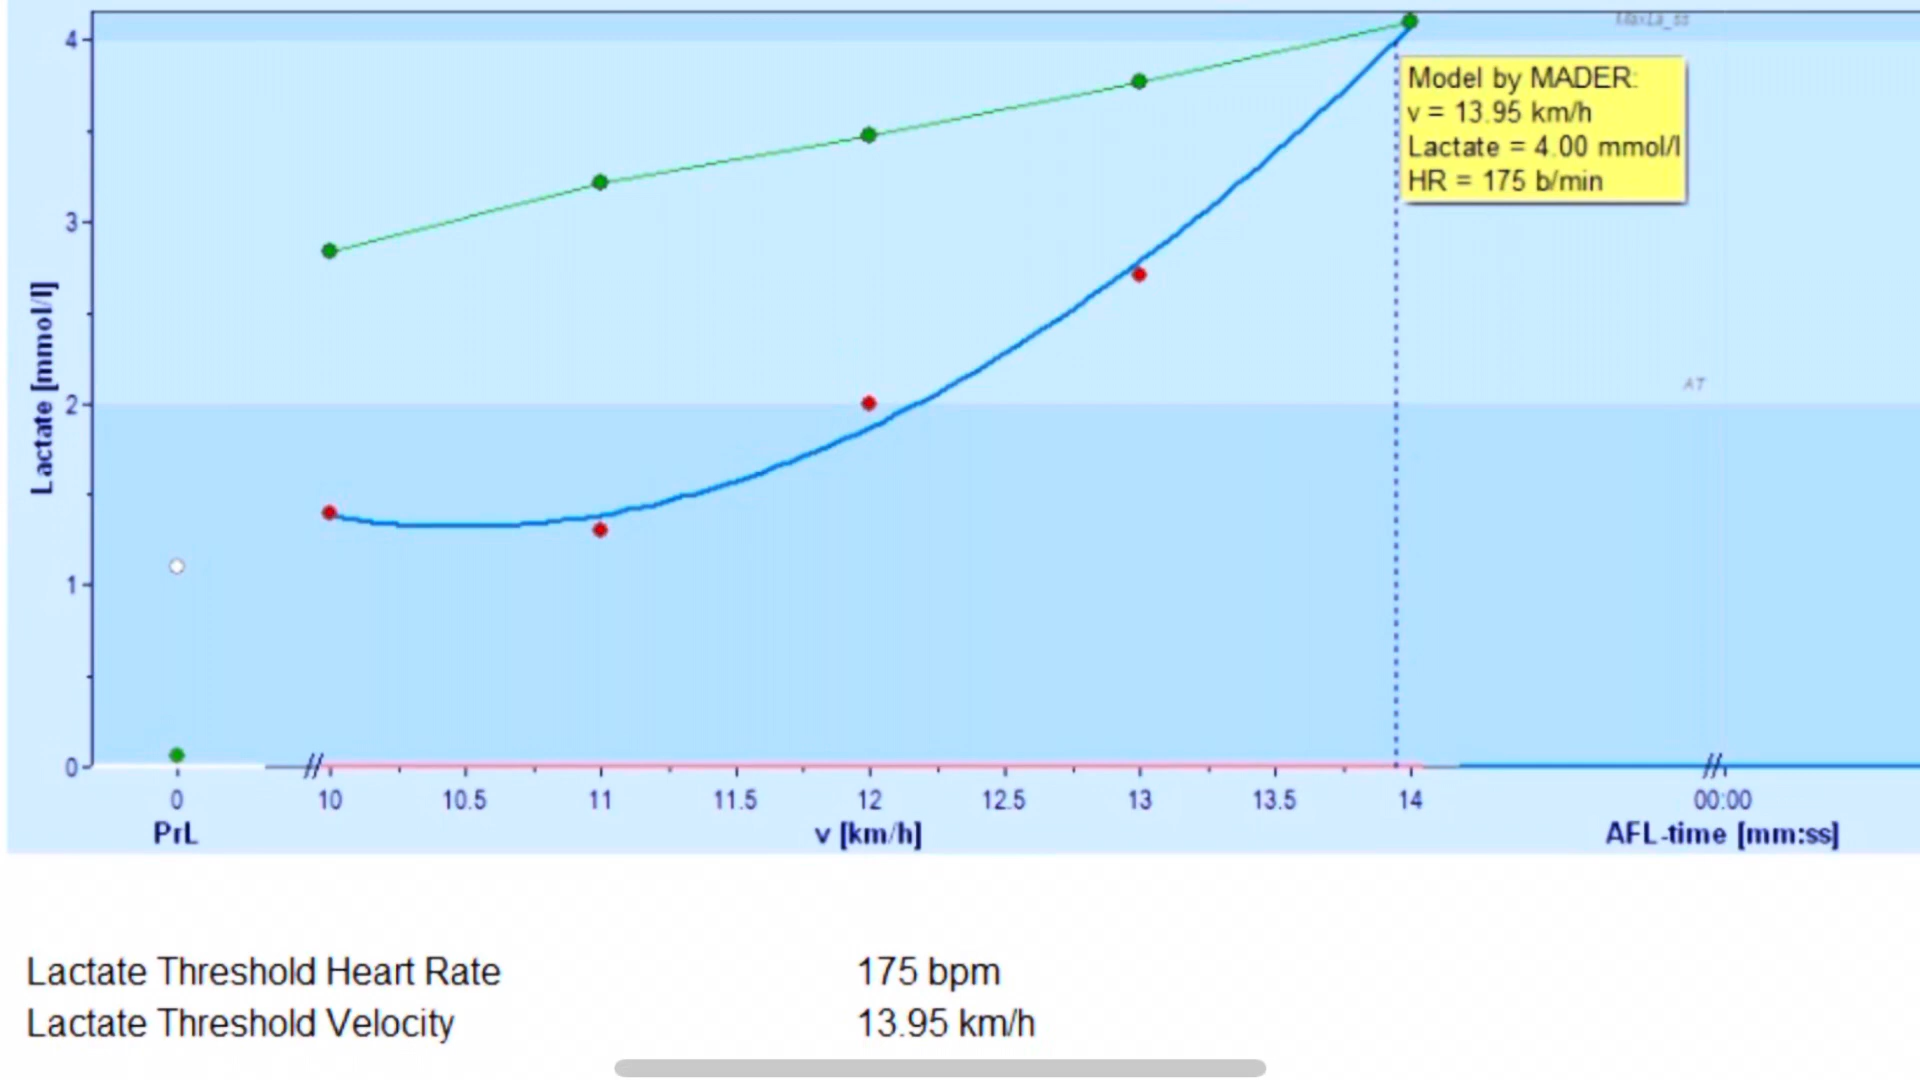 4
MaxLa_ss
Model by MADER:
v = 13.95 km/h
Lactate = 4.00 mmol/l
HR = 175 b/min
3
Lactate [mmol/l]
2
AT
1
0
0 10 10.5 11 11.5 12 12.5 13 13.5 14 00:00
PrL v [km/h] AFL-time [mm:ss]
Lactate Threshold Heart Rate 175 bpm
Lactate Threshold Velocity 13.95 km/h